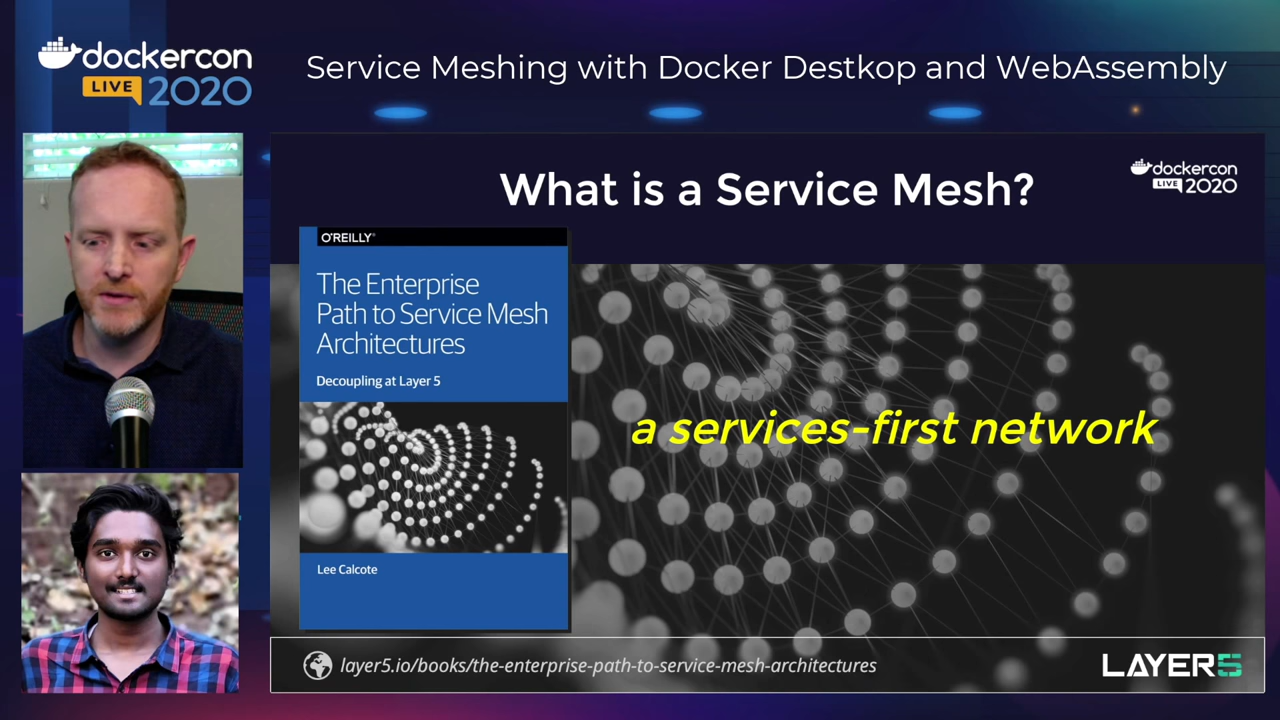 dockercon
LIVE 2020
Service Meshing with Docker Destkop and WebAssembly
What is a Service Mesh?
dockercon
LIVE 2020
O'REILLY®
The Enterprise
Path to Service Mesh
Architectures
Decoupling at Layer 5
Lee Calcote
a services-first network
layer5.io/books/the-enterprise-path-to-service-mesh-architectures
LAYER5